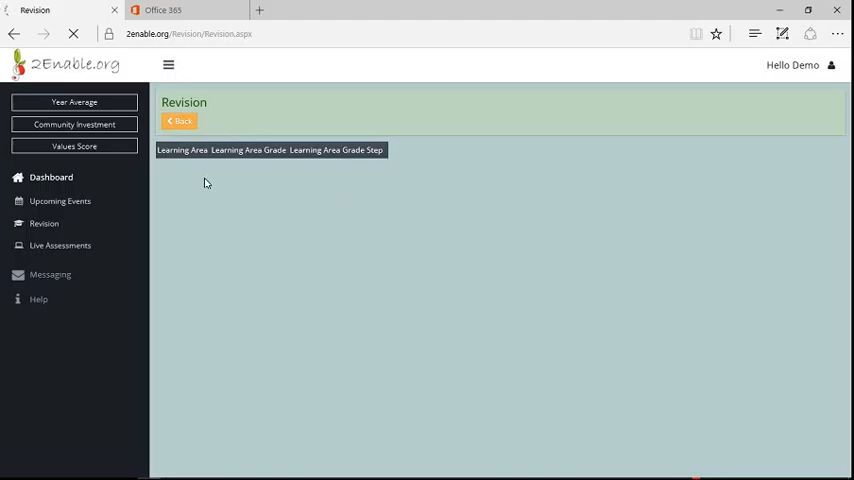 Revision
Office 365
2enable.org/Revision/Revision.aspx
2Enable.org
Hello Demo
Year Average
Community Investment
Values Score
Dashboard
Upcoming Events
Revision
Live Assessments
Messaging
Help
Revision
Back
Learning Area Learning Area Grade Learning Area Grade Step